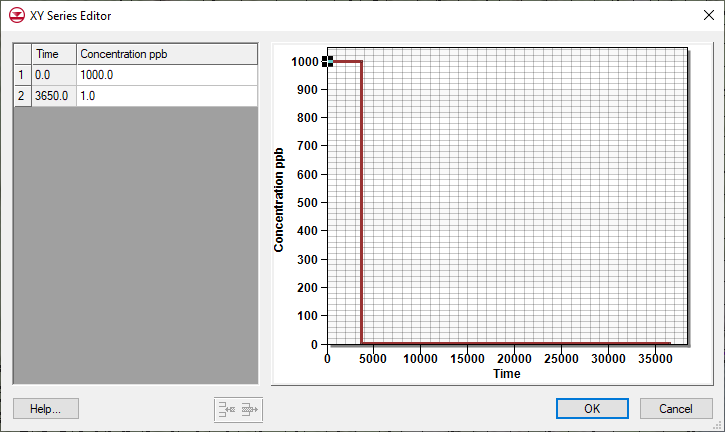 XY Series Editor
Time Concentration ppb
1 0.0 1000.0
2 3650.0 1.0
Concentration ppb
1000
900
800
700
600
500
400
300
200
100
0
0 5000 10000 15000 20000 25000 30000 35000
Time
Help...
OK
Cancel